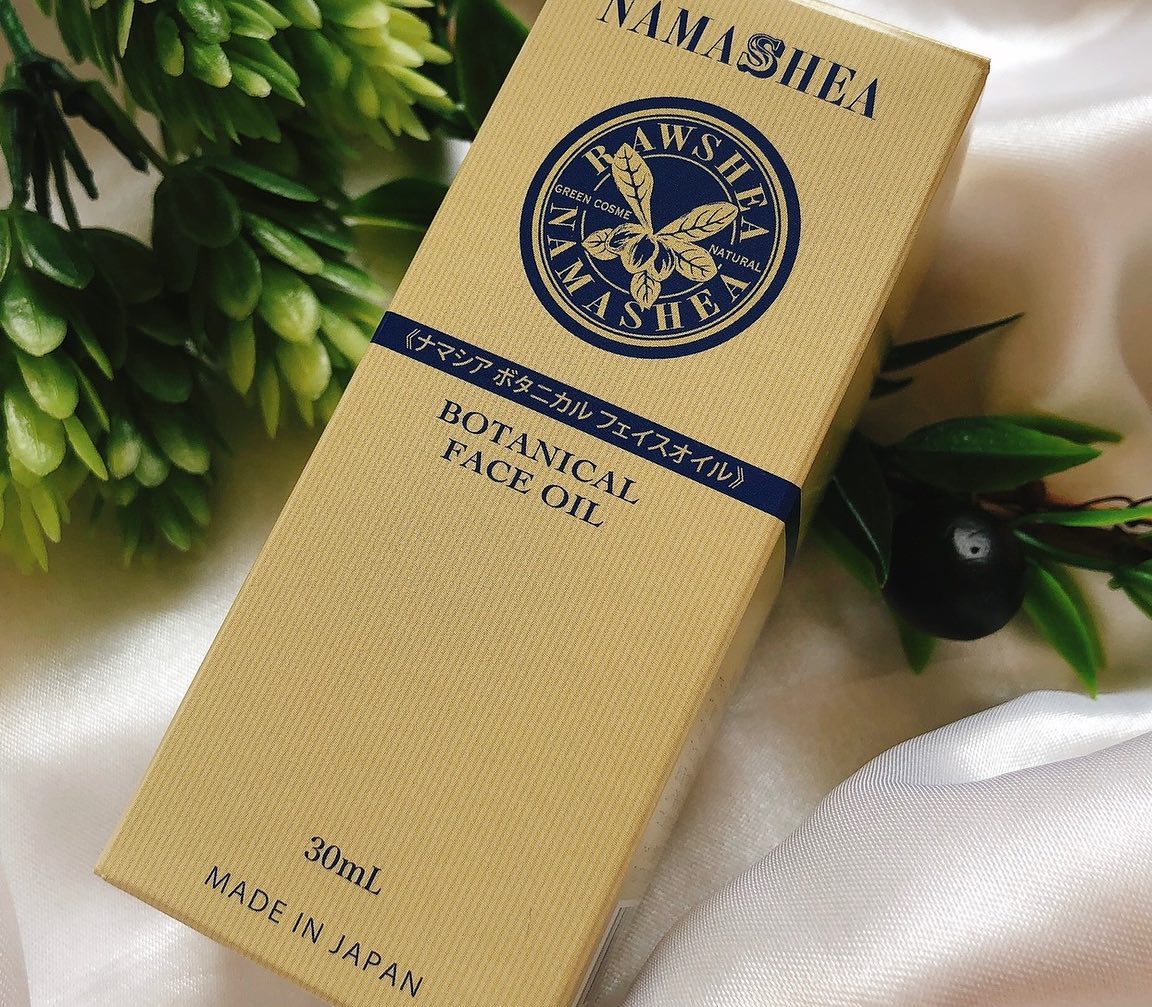 NAMASHEA
RAWSHEA
GREEN COSME
NATURAL
NAMASHEA
《ナマシア ボタニカル フェイスオイル》
BOTANICAL
FACE OIL
30mL
MADE IN JAPAN